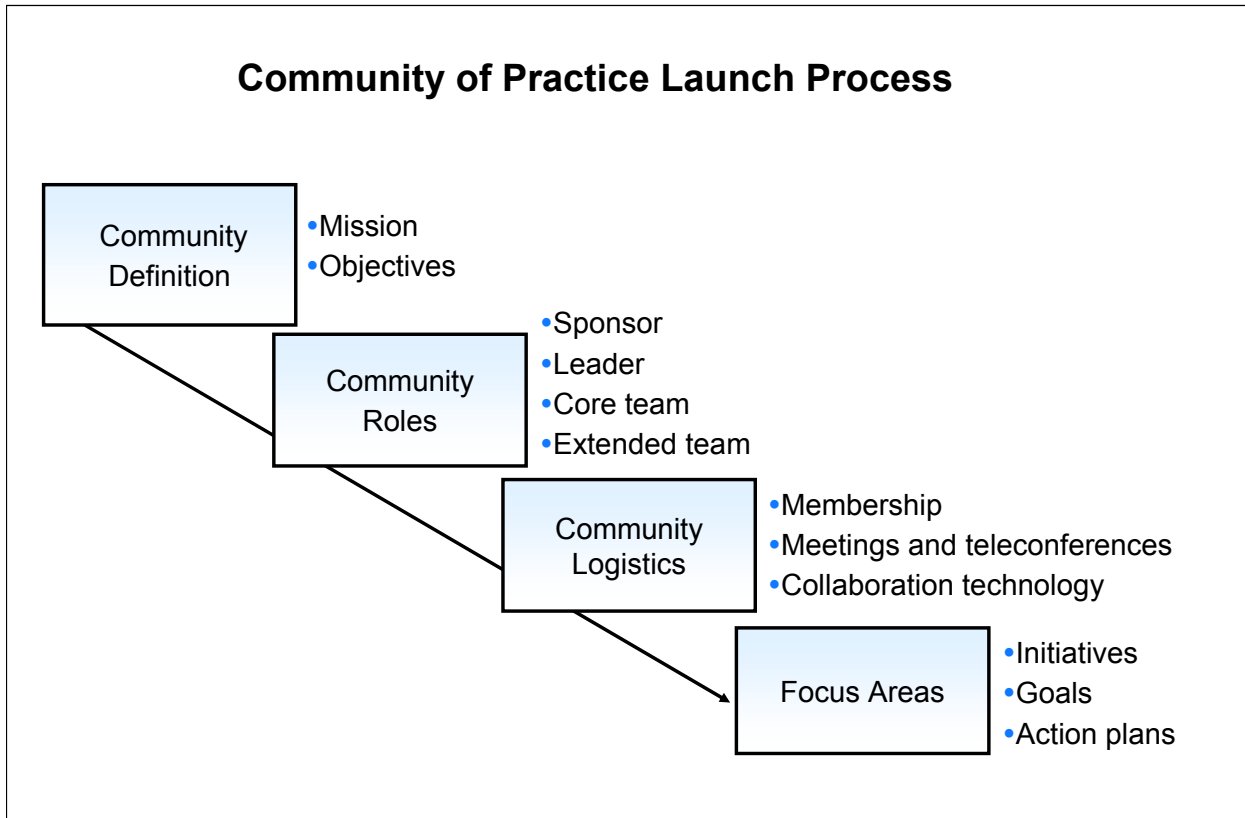 Community of Practice Launch Process
Community
Definition
•Mission
•Objectives
Community
Roles
•Sponsor
•Leader
•Core team
•Extended team
Community
Logistics
•Membership
•Meetings and teleconferences
•Collaboration technology
Focus Areas
•Initiatives
•Goals
•Action plans